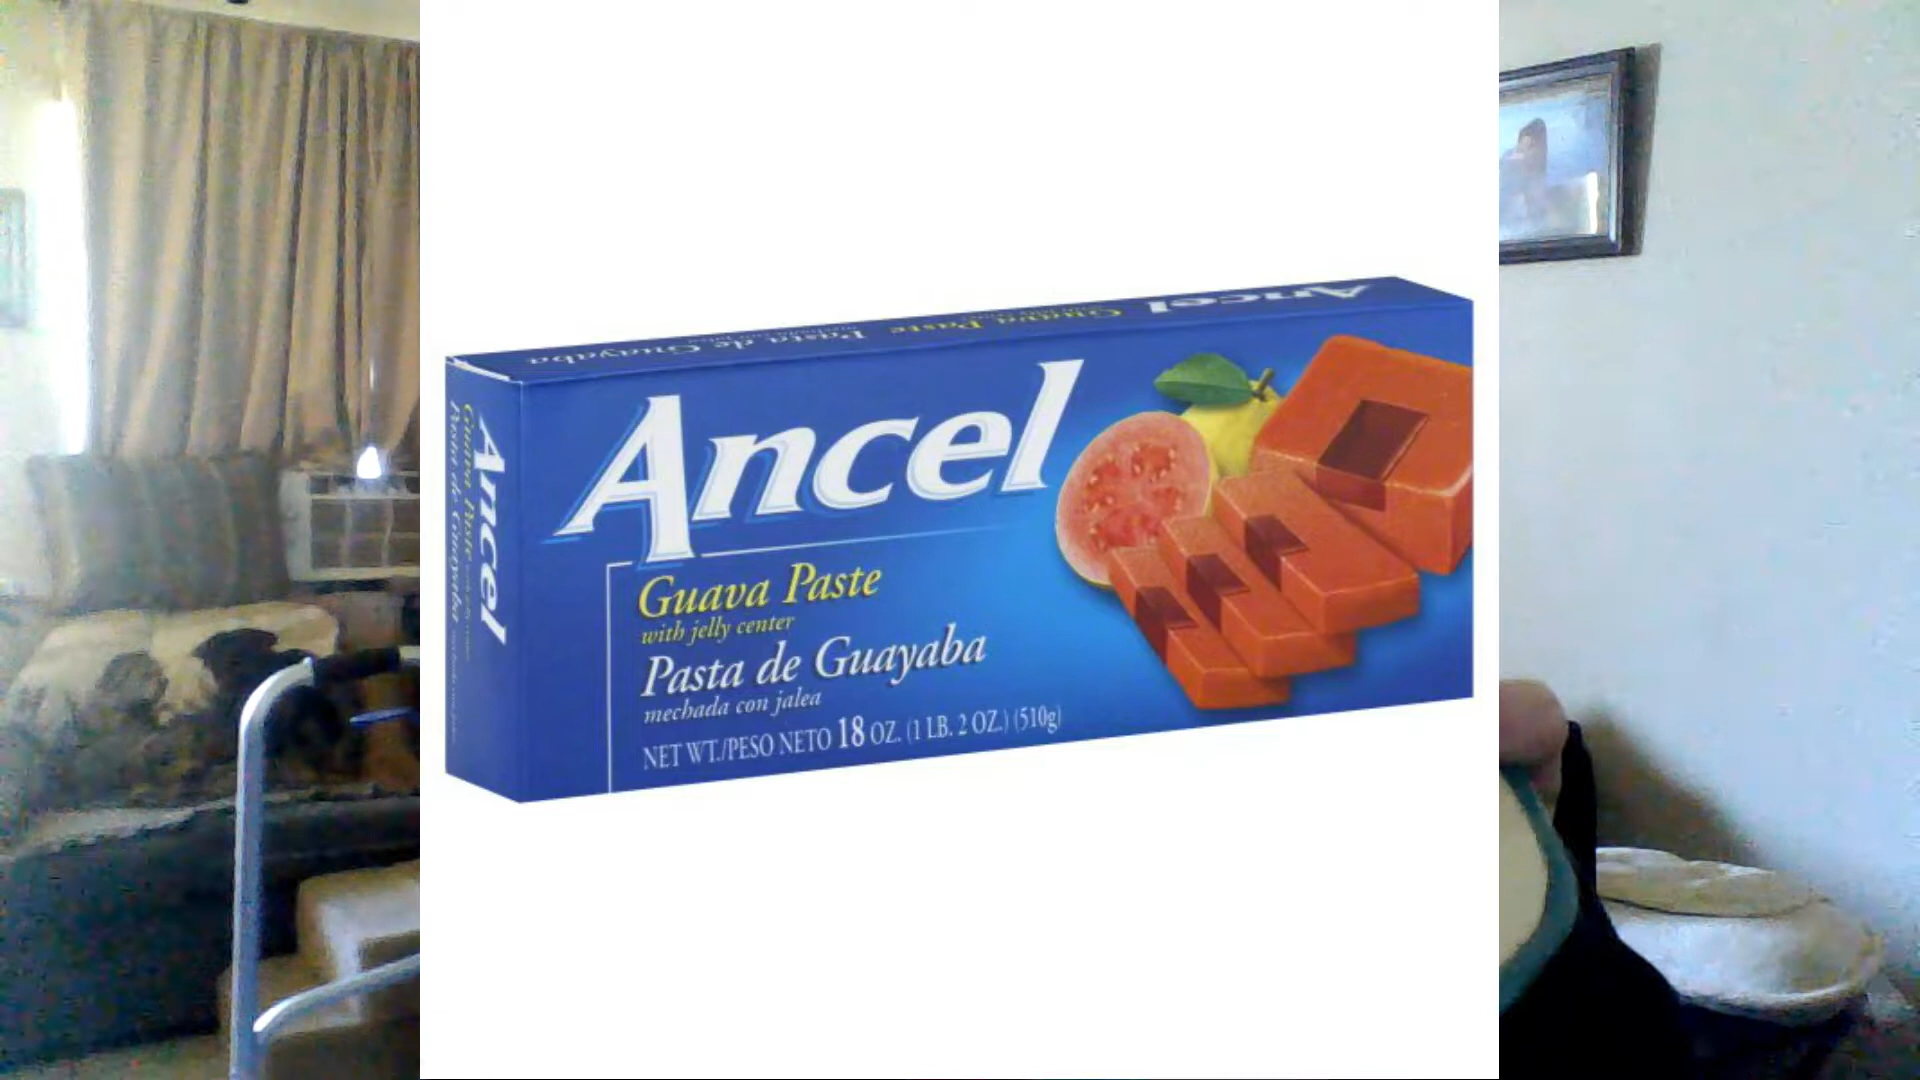 Ancel
Guava Paste
Pasta de Guayaba
Ancel
Guava Paste
Pasta de Guayaba
Ancel
Guava Paste
with jelly center
Pasta de Guayaba
mechada con jalea
NET WT./PESO NETO 18 OZ. (1 LB. 2 OZ.) (510g)